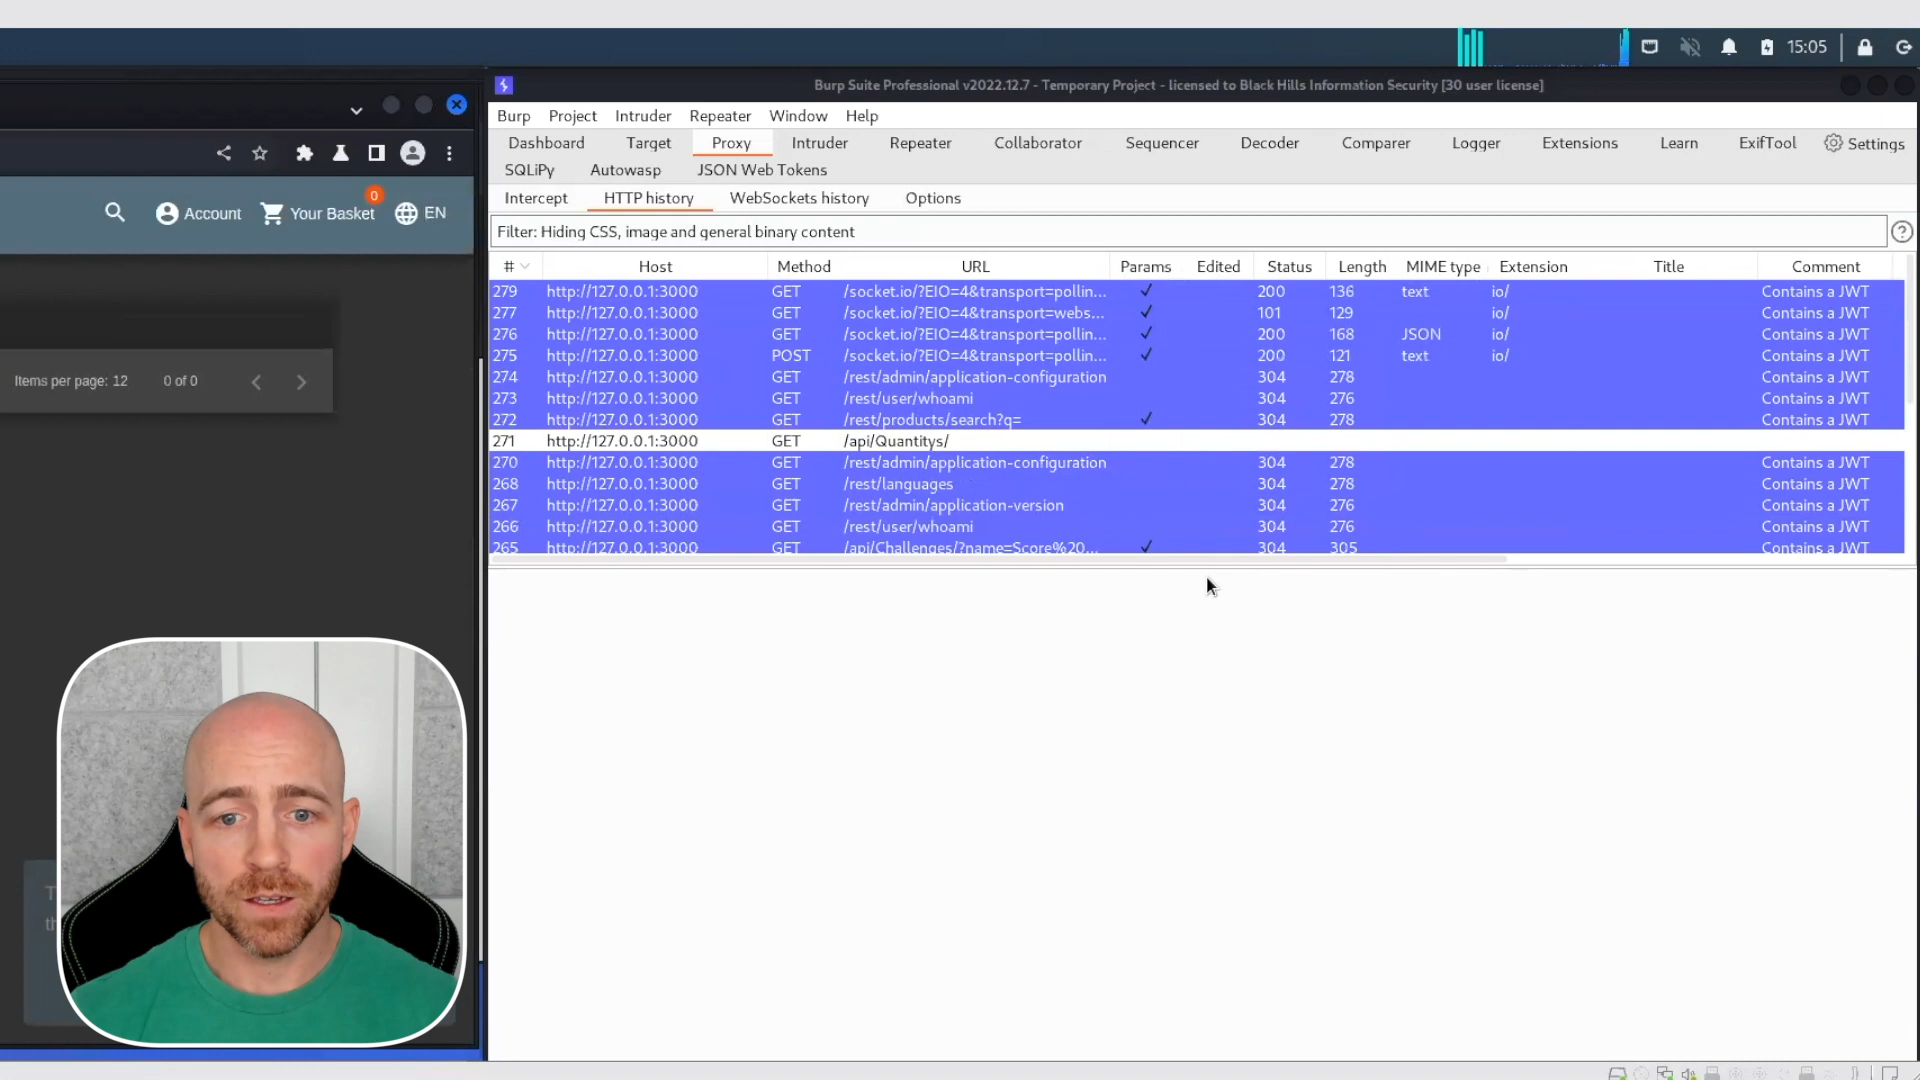 15:05
Burp Suite Professional v2022.12.7 - Temporary Project - licensed to Black Hills Information Security [30 user license]
Burp Project Intruder Repeater Window Help
Dashboard Target Proxy Intruder Repeater Collaborator Sequencer Decoder Comparer Logger Extensions Learn ExifTool Settings
SQLiPy Autowasp JSON Web Tokens
Intercept HTTP history WebSockets history Options
Filter: Hiding CSS, image and general binary content ?
# Host Method URL Params Edited Status Length MIME type Extension Title Comment
279 http://127.0.0.1:3000 GET /socket.io/?EIO=4&transport=pollin... ✓ 200 136 text io/ Contains a JWT
277 http://127.0.0.1:3000 GET /socket.io/?EIO=4&transport=webs... ✓ 101 129 io/ Contains a JWT
276 http://127.0.0.1:3000 GET /socket.io/?EIO=4&transport=pollin... ✓ 200 168 JSON io/ Contains a JWT
275 http://127.0.0.1:3000 POST /socket.io/?EIO=4&transport=pollin... ✓ 200 121 text io/ Contains a JWT
274 http://127.0.0.1:3000 GET /rest/admin/application-configuration 304 278 Contains a JWT
273 http://127.0.0.1:3000 GET /rest/user/whoami 304 276 Contains a JWT
272 http://127.0.0.1:3000 GET /rest/products/search?q= ✓ 304 278 Contains a JWT
271 http://127.0.0.1:3000 GET /api/Quantitys/
270 http://127.0.0.1:3000 GET /rest/admin/application-configuration 304 278 Contains a JWT
268 http://127.0.0.1:3000 GET /rest/languages 304 278 Contains a JWT
267 http://127.0.0.1:3000 GET /rest/admin/application-version 304 276 Contains a JWT
266 http://127.0.0.1:3000 GET /rest/user/whoami 304 276 Contains a JWT
265 http://127.0.0.1:3000 GET /api/Challenges/?name=Score%20... ✓ 304 305 Contains a JWT
Account Your Basket 0 EN
Items per page: 12 0 of 0